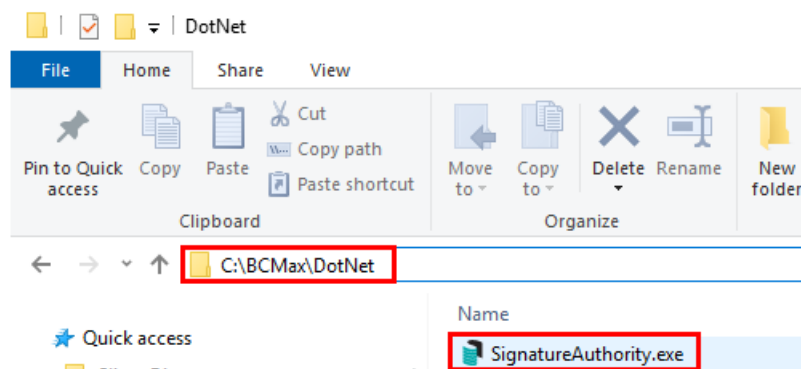 DotNet
File Home Share View
Pin to Quick access
Copy
Paste
Cut
Copy path
Paste shortcut
Move to
Copy to
Delete
Rename
New folder
Clipboard
Organize
C:\BCMax\DotNet
Name
Quick access
SignatureAuthority.exe